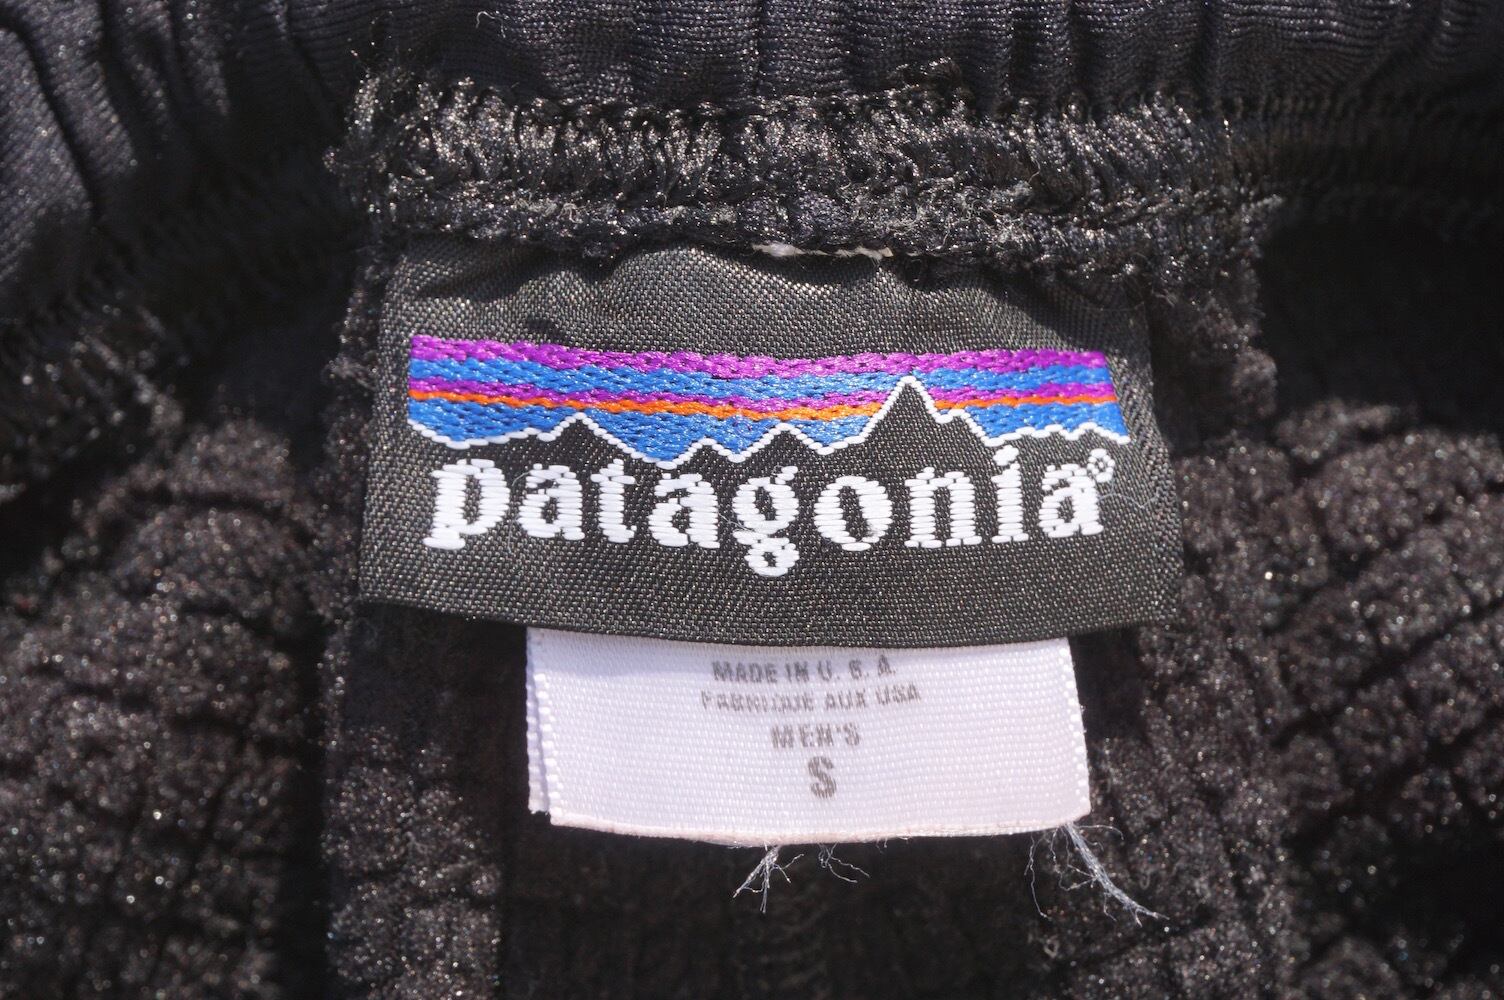 patagonia®
MADE IN U.S.A.
FABRIQUE AUX USA
MEN'S
S